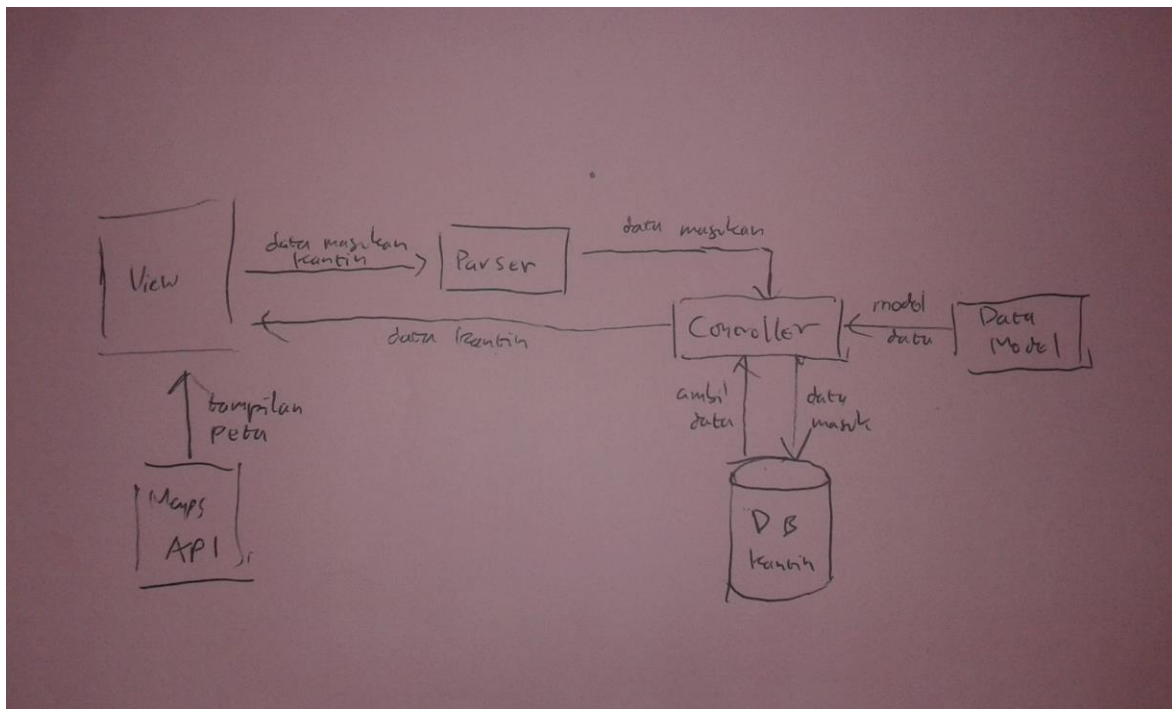 View
data masukan
kantin
Parser
data masukan
Controller
model
data
Data
Model
data kantin
ambil
data
data
masuk
tampilan
peta
Maps
API
DB
kantin